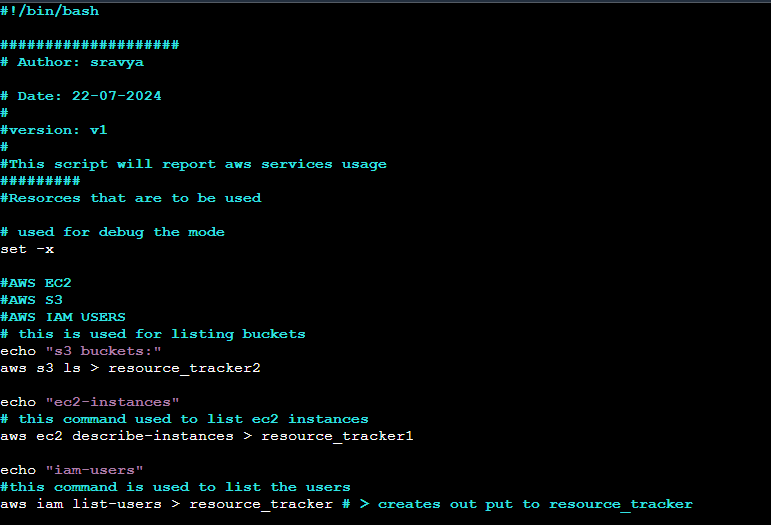 #!/bin/bash
####################
# Author: sravya
# Date: 22-07-2024
#
#version: v1
#
#This script will report aws services usage
#########
#Resorces that are to be used
# used for debug the mode
set -x
#AWS EC2
#AWS S3
#AWS IAM USERS
# this is used for listing buckets
echo "s3 buckets:"
aws s3 ls > resource_tracker2
echo "ec2-instances"
# this command used to list ec2 instances
aws ec2 describe-instances > resource_tracker1
echo "iam-users"
#this command is used to list the users
aws iam list-users > resource_tracker # > creates out put to resource_tracker